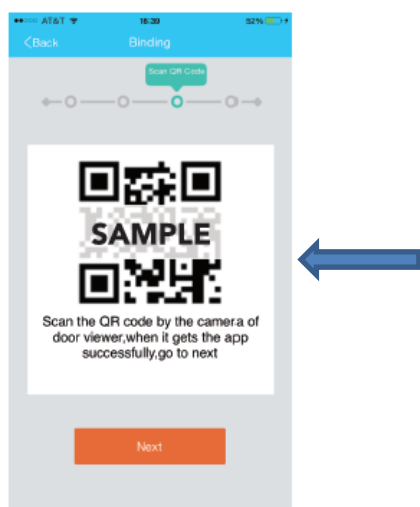 AT&T 16:39 52%
<Back Binding
Scan QR Code
SAMPLE
Scan the QR code by the camera of
door viewer,when it gets the app
successfully,go to next
Next